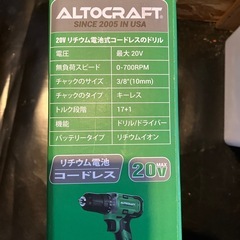 ALTOCRAFT
SINCE 2005 IN USA
20V リチウム電池式コードレスのドリル
電圧 最大 20V
無負荷スピード 0-700RPM
チャックのサイズ 3/8"(10mm)
チャックのタイプ キーレス
トルク段階 17+1
機能 ドリル/ドライバー
バッテリータイプ リチウムイオン
リチウム電池
コードレス
20V MAX